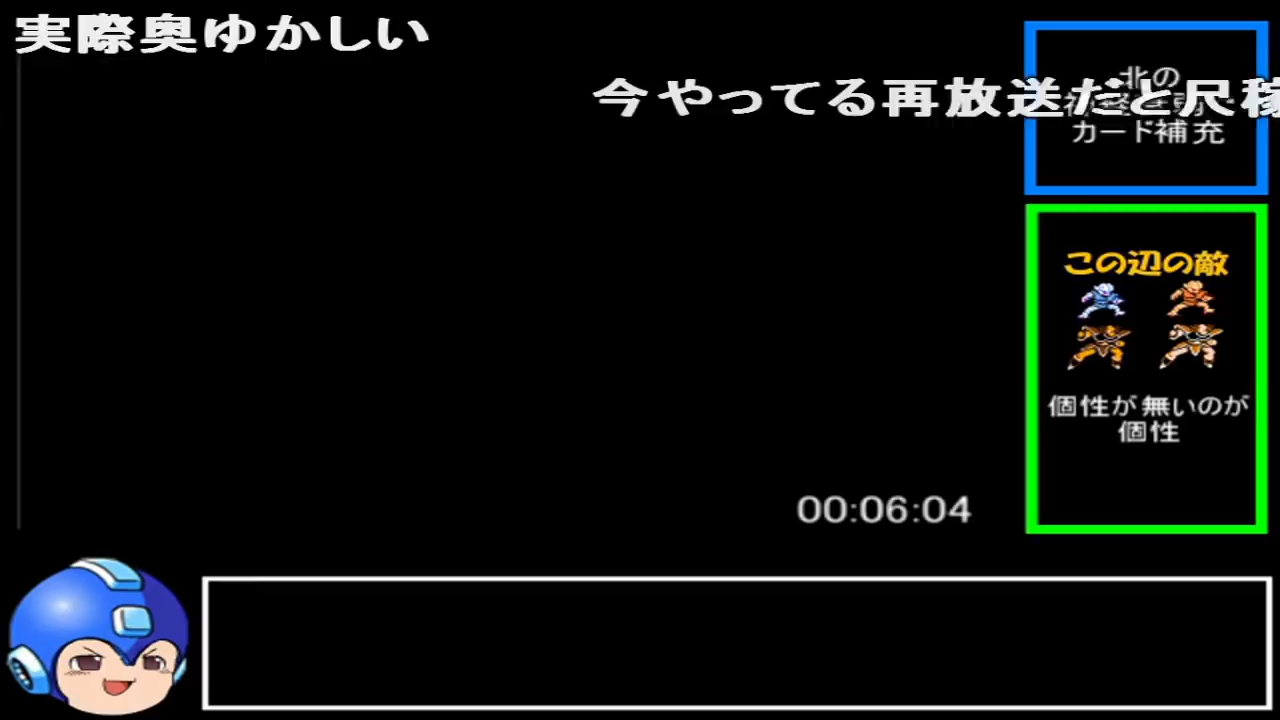 実際奥ゆかしい
今やってる再放送だと尺稼
北の
カード補充
この辺の敵
個性が無いのが
個性
00:06:04